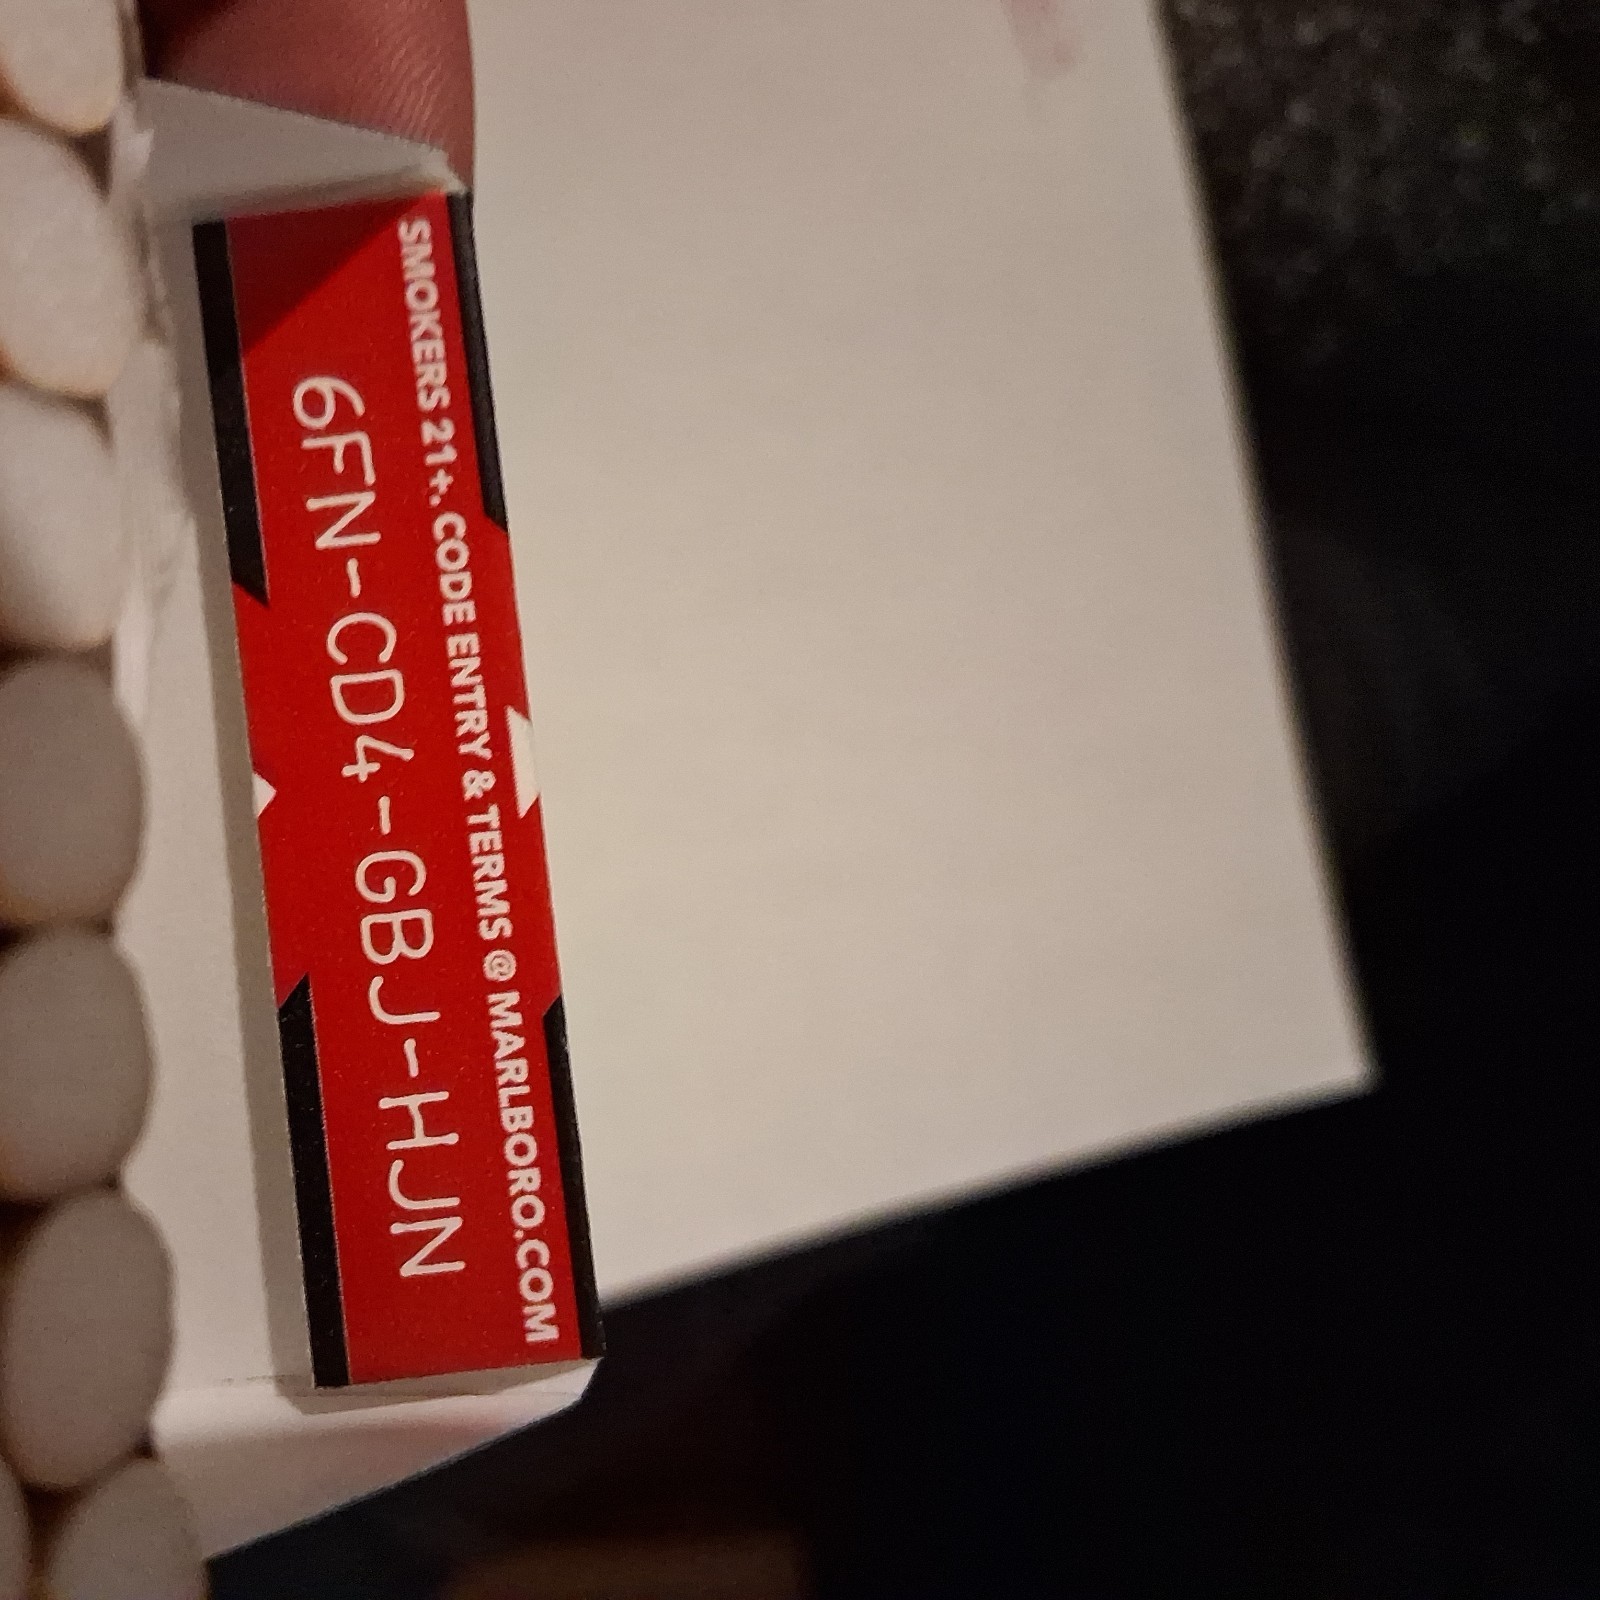 SMOKERS 21+. CODE ENTRY & TERMS @ MARLBORO.COM
6FN-CD4-GBJ-HJN